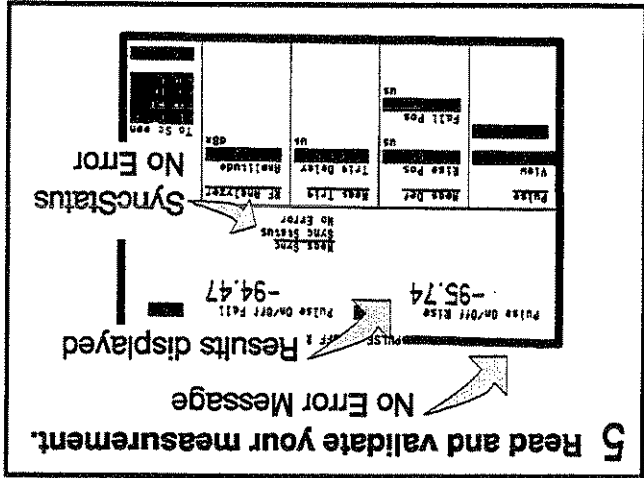 5 Read and validate your measurement.
No Error Message
Results displayed
Pulse On/Off Rise Pulse On/Off Fall
-95.74 -94.47
Meas Sync
Sync Status
No Error
SyncStatus
No Error
Pulse Meas Def Meas Trig RF Analyzer To Sc een
View Rise Pos Trig Delay Amplitude
us us
Fall Pos
us